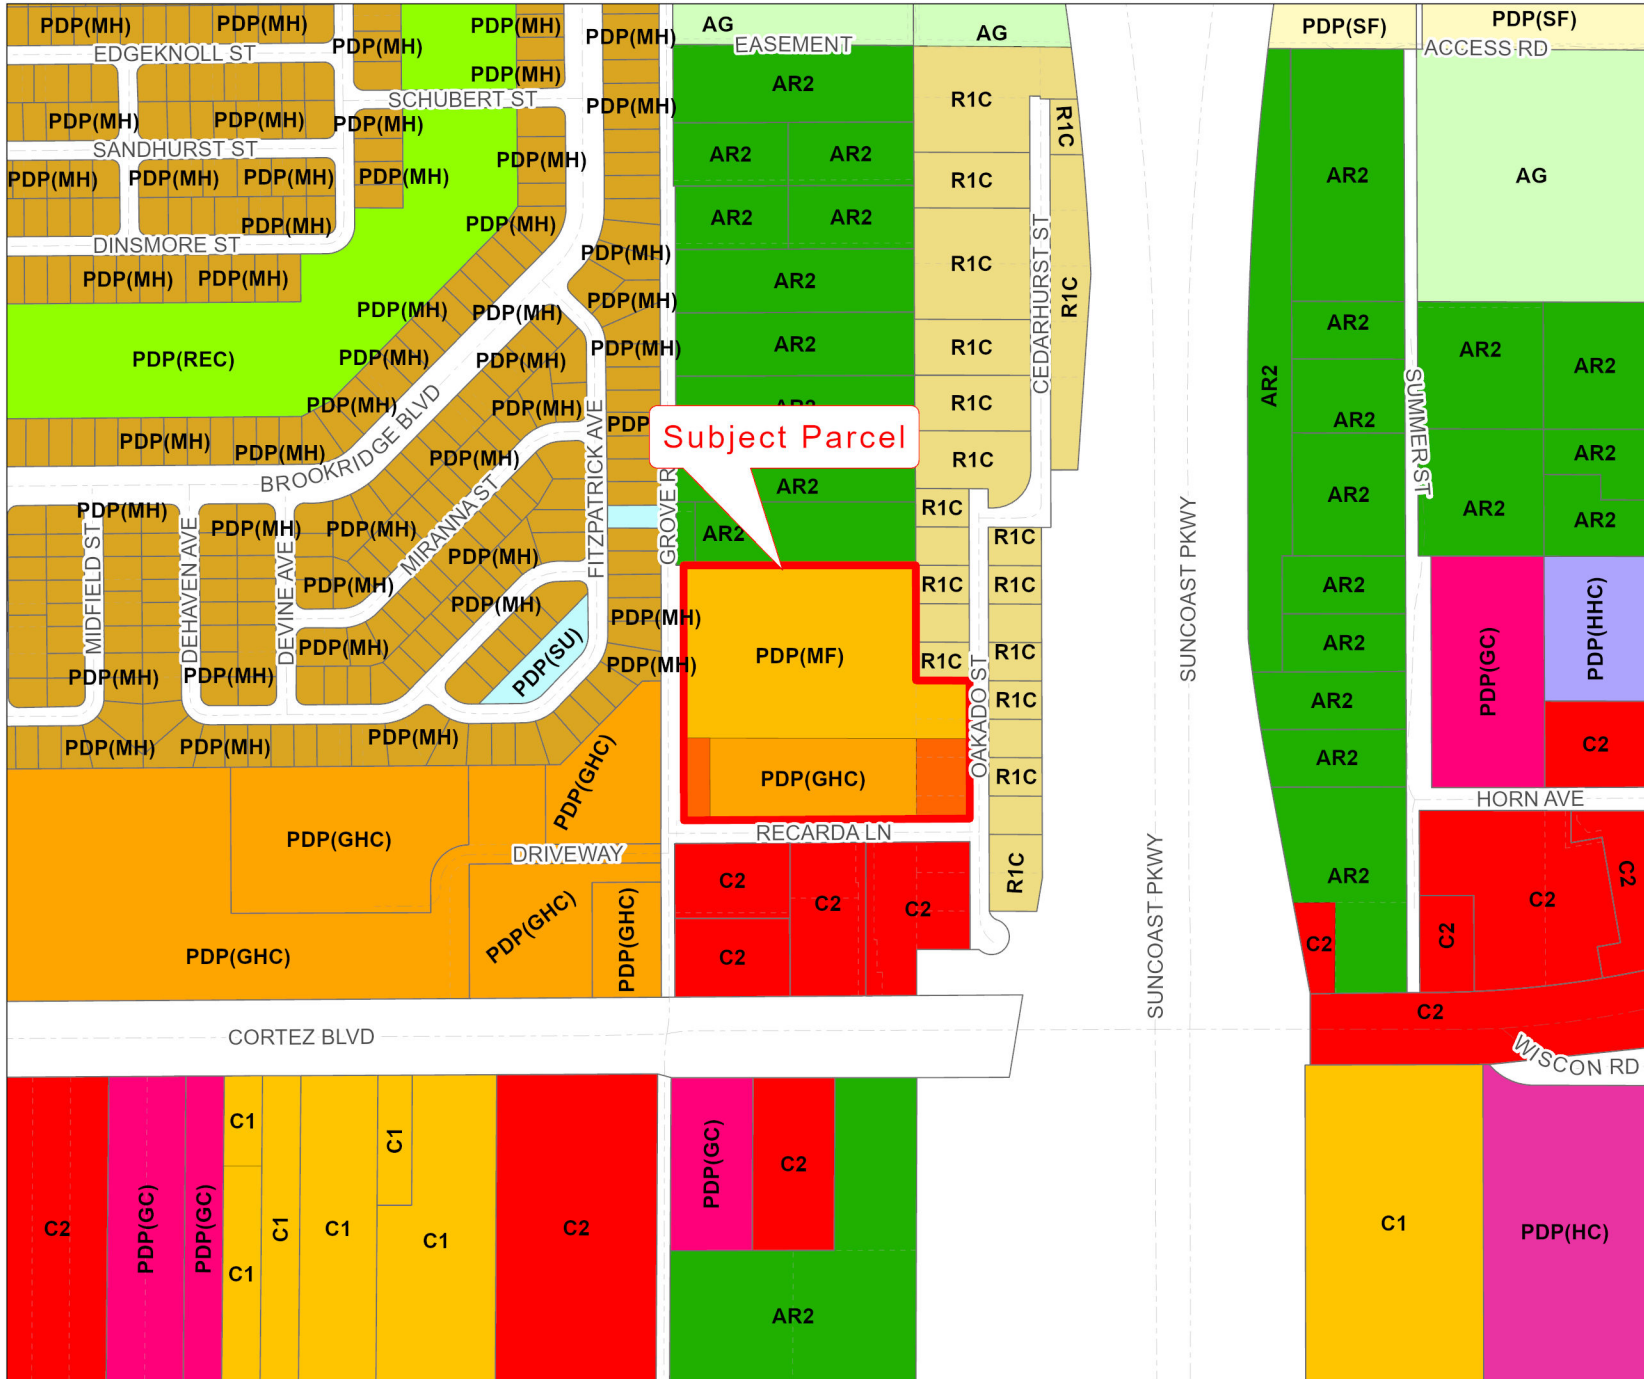 PDP(MH)
PDP(MH)
PDP(MH)
PDP(MH)
PDP(MH)
AG
AG
PDP(SF)
PDP(SF)
EDGEKNOLL ST
EASEMENT
ACCESS RD
PDP(MH)
AR2
SCHUBERT ST
PDP(MH)
R1C
R1C
PDP(MH)
PDP(MH)
PDP(MH)
SANDHURST ST
PDP(MH)
AR2
AR2
PDP(MH)
PDP(MH)
PDP(MH)
PDP(MH)
R1C
AR2
AG
PDP(MH)
PDP(MH)
AR2
AR2
DINSMORE ST
PDP(MH)
R1C
CEDARHURST ST
R1C
PDP(MH)
PDP(MH)
AR2
PDP(MH)
PDP(MH)
PDP(MH)
AR2
PDP(REC)
PDP(MH)
PDP(MH)
PDP(MH)
AR2
R1C
AR2
AR2
AR2
AR2
PDP(MH)
PDP(MH)
R1C
SUMMER ST
BROOKRIDGE BLVD
FITZPATRICK AVE
PDP
AR2
Subject Parcel
AR2
PDP(MH)
PDP(MH)
PDP(MH)
R1C
AR2
GROVE R
AR2
AR2
AR2
PDP(MH)
PDP(MH)
PDP(MH)
MIRANNA ST
R1C
SUNCOAST PKWY
AR2
MIDFIELD ST
DEHAVEN AVE
DEVINE AVE
AR2
R1C
PDP(MH)
PDP(MH)
R1C
R1C
AR2
PDP(MH)
PDP(MH)
PDP(HHC)
PDP(MH)
PDP(SU)
PDP(MH)
PDP(MF)
R1C
R1C
AR2
PDP(GC)
PDP(MH)
PDP(MH)
R1C
AR2
PDP(MH)
PDP(MH)
PDP(MH)
OAKADO ST
C2
PDP(GHC)
PDP(GHC)
R1C
AR2
HORN AVE
PDP(GHC)
RECARDA LN
DRIVEWAY
C2
C2
C2
R1C
AR2
C2
C2
PDP(GHC)
PDP(GHC)
SUNCOAST PKWY
C2
C2
PDP(GHC)
C2
C2
CORTEZ BLVD
WISCON RD
C1
C1
PDP(GC)
C2
C2
PDP(GC)
PDP(GC)
C1
C1
C1
C2
C1
PDP(HC)
C1
AR2